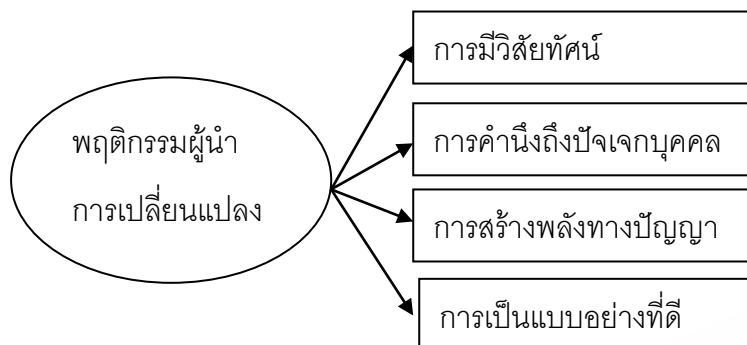 พฤติกรรมผู้นำ
การเปลี่ยนแปลง
การมีวิสัยทัศน์
การคำนึงถึงปัจเจกบุคคล
การสร้างพลังทางปัญญา
การเป็นแบบอย่างที่ดี